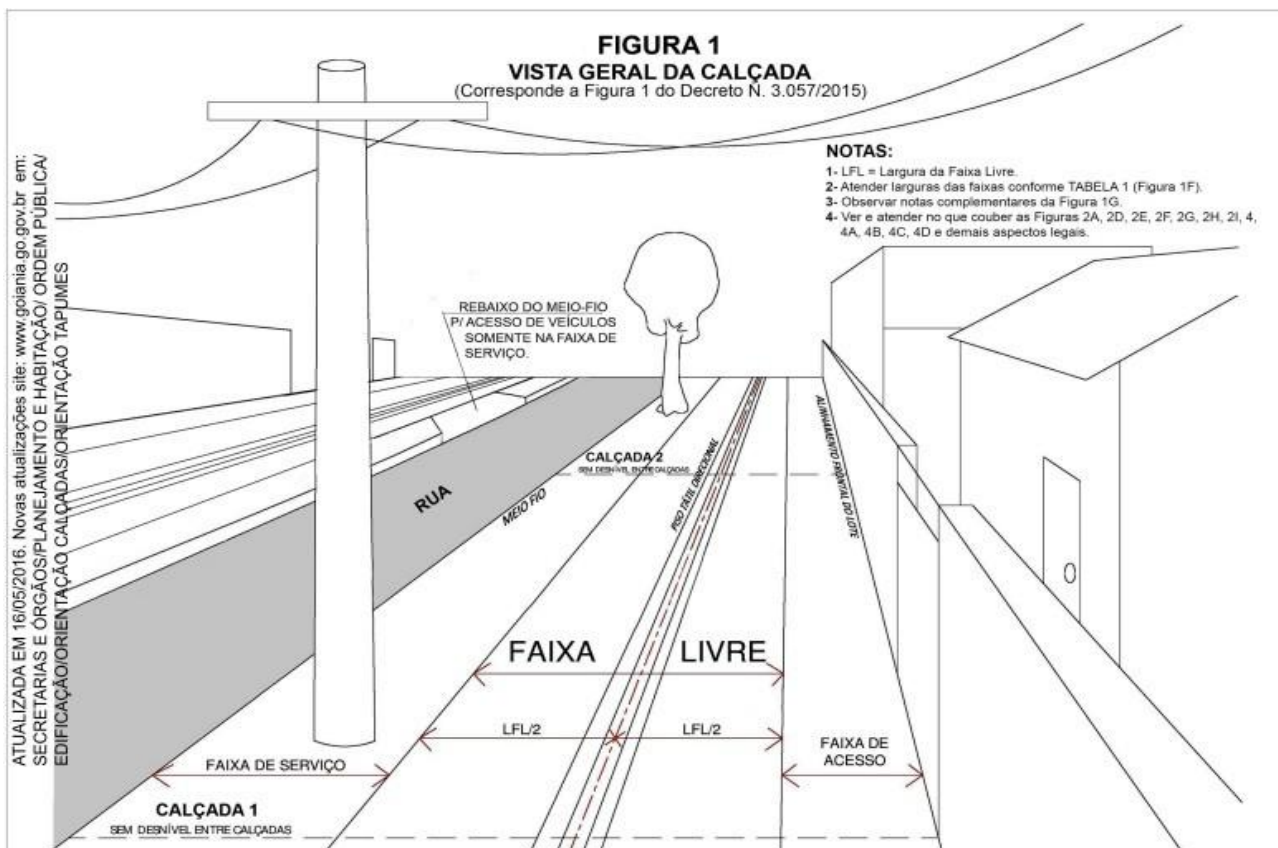 FIGURA 1
VISTA GERAL DA CALÇADA
(Corresponde a Figura 1 do Decreto N. 3.057/2015)
NOTAS:
1- LFL = Largura da Faixa Livre.
2- Atender larguras das faixas conforme TABELA 1 (Figura 1F).
3- Observar notas complementares da Figura 1G.
4- Ver e atender no que couber as Figuras 2A, 2D, 2E, 2F, 2G, 2H, 2I, 4,
4A, 4B, 4C, 4D e demais aspectos legais.
ATUALIZADA EM 16/05/2016. Novas atualizações site: www.goiania.go.gov.br em:
SECRETARIAS E ÓRGÃOS/PLANEJAMENTO E HABITAÇÃO/ ORDEM PÚBLICA/
EDIFICAÇÃO/ORIENTAÇÃO CALÇADAS/ORIENTAÇÃO TAPUMES
REBAIXO DO MEIO-FIO
P/ ACESSO DE VEÍCULOS
SOMENTE NA FAIXA DE
SERVIÇO.
CALÇADA 2
SEM DESNÍVEL ENTRE CALÇADAS
RUA
MEIO FIO
PISO TÁTIL DIRECIONAL
ALINHAMENTO FRONTAL DO LOTE
FAIXA LIVRE
LFL/2
LFL/2
FAIXA DE SERVIÇO
FAIXA DE
ACESSO
CALÇADA 1
SEM DESNÍVEL ENTRE CALÇADAS